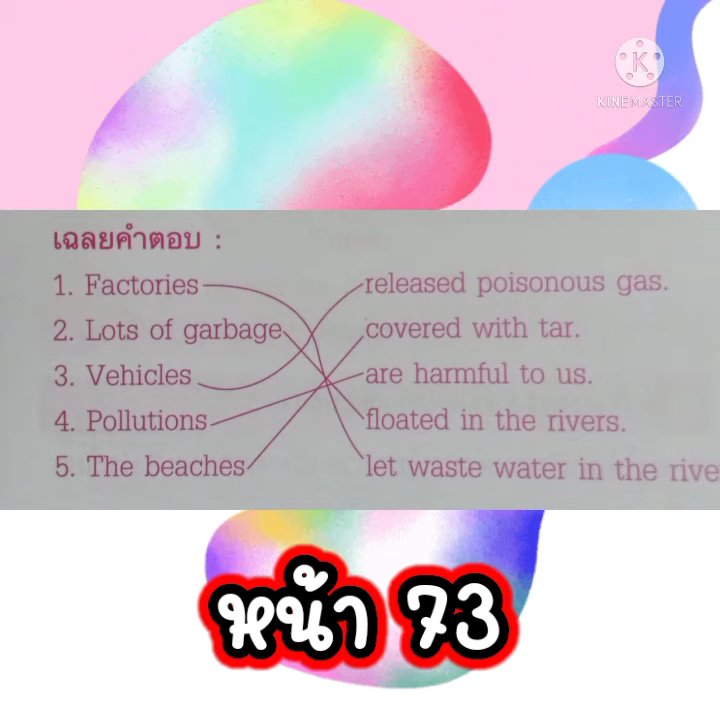 KINEMASTER
เฉลยคำตอบ :
1. Factories released poisonous gas.
2. Lots of garbage covered with tar.
3. Vehicles are harmful to us.
4. Pollutions floated in the rivers.
5. The beaches let waste water in the rive
หน้า 73